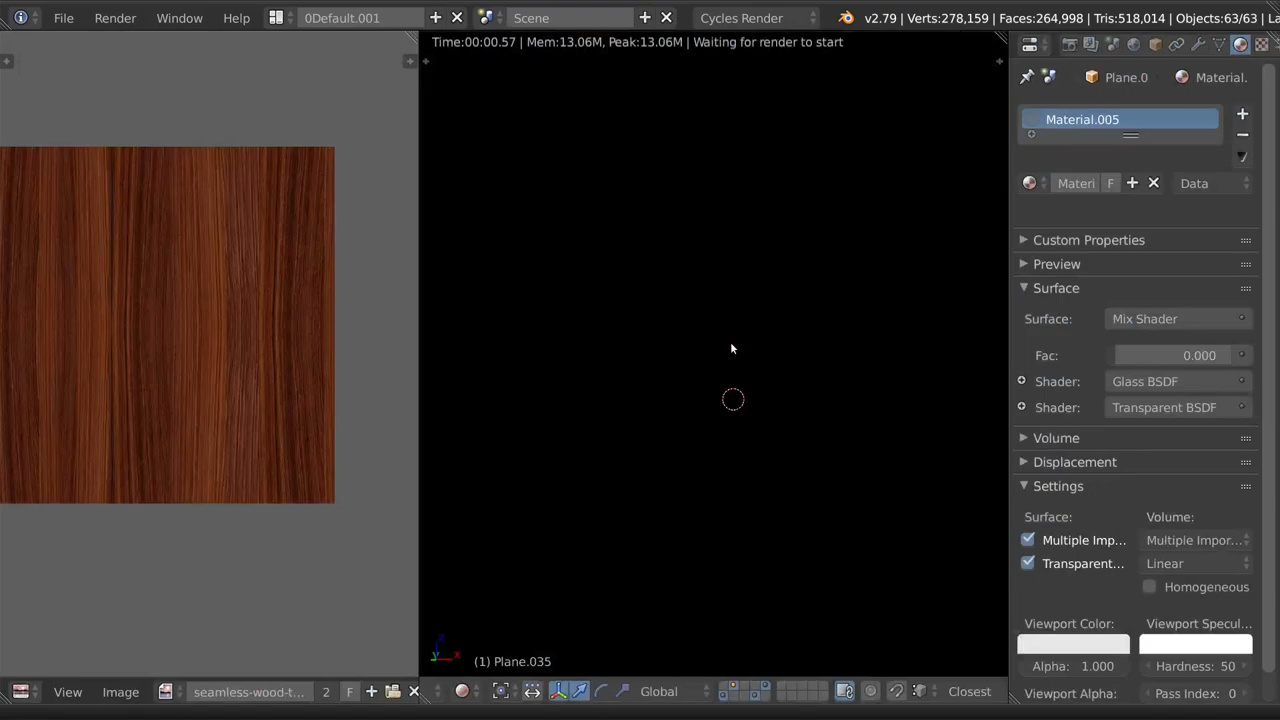 File Render Window Help 0Default.001 Scene Cycles Render v2.79 | Verts:278,159 | Faces:264,998 | Tris:518,014 | Objects:63/63 | La
Time:00:00.57 | Mem:13.06M, Peak:13.06M | Waiting for render to start
Plane.0 Material.
Material.005
Materi F Data
Custom Properties
Preview
Surface
Surface: Mix Shader
Fac: 0.000
Shader: Glass BSDF
Shader: Transparent BSDF
Volume
Displacement
Settings
Surface: Volume:
Multiple Imp... Multiple Impor...
Transparent... Linear
Homogeneous
Viewport Color: Viewport Specul...
Alpha: 1.000 Hardness: 50
Viewport Alpha: Pass Index: 0
(1) Plane.035
View Image seamless-wood-t... 2 F Global Closest